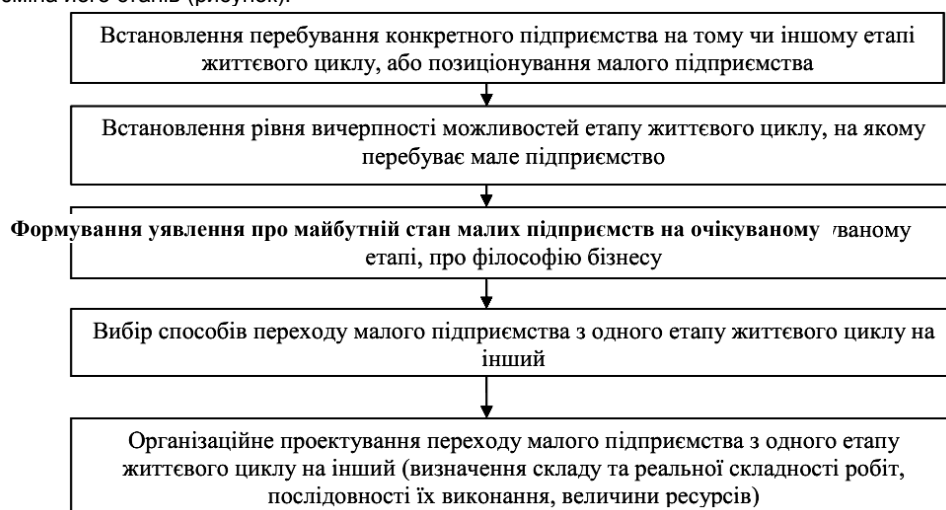 зміна його станів (рисунок).
Встановлення перебування конкретного підприємства на тому чи іншому етапі
життєвого циклу, або позиціонування малого підприємства
Встановлення рівня вичерпності можливостей етапу життєвого циклу, на якому
перебуває мале підприємство
Формування уявлення про майбутній стан малих підприємств на очікуваному уваному
етапі, про філософію бізнесу
Вибір способів переходу малого підприємства з одного етапу життєвого циклу на
інший
Організаційне проектування переходу малого підприємства з одного етапу
життєвого циклу на інший (визначення складу та реальної складності робіт,
послідовності їх виконання, величини ресурсів)